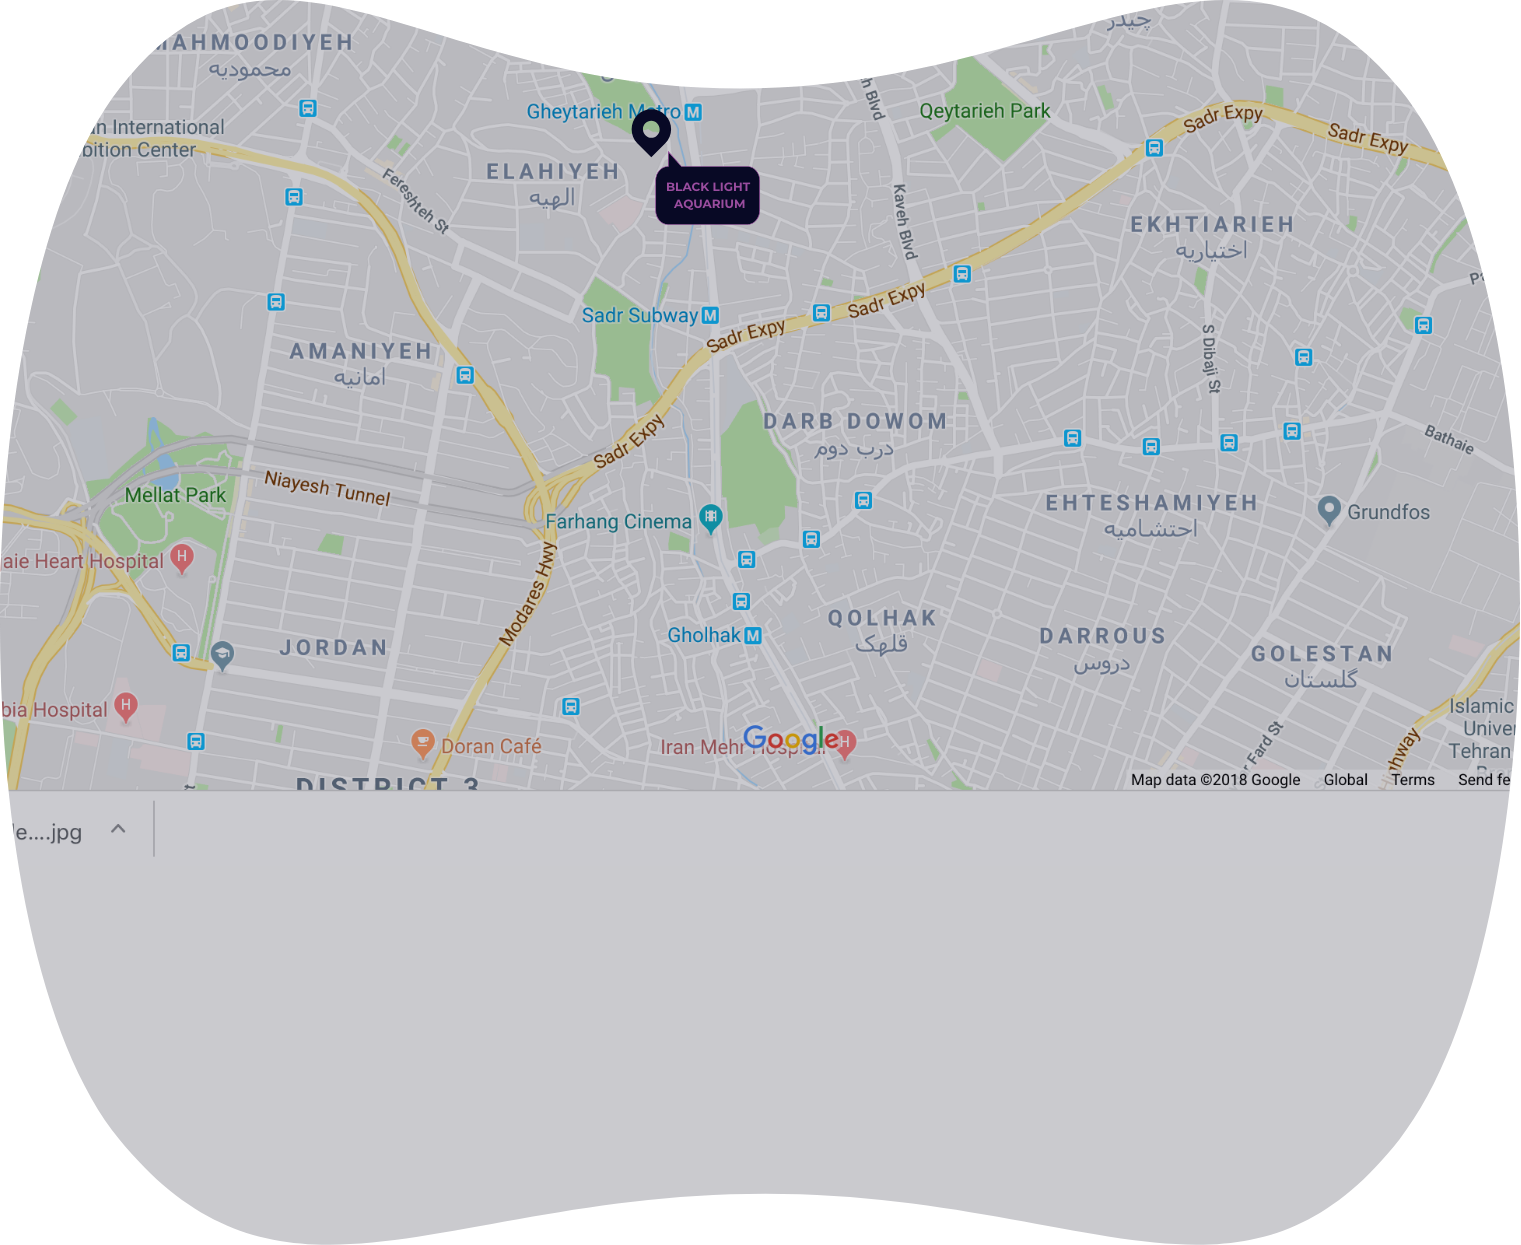 چیذر
MAHMOODIYEH
محمودیه
Gheytarieh Metro
Qeytarieh Park
Sadr Expy
Sadr Expy
h Blvd
n International
bition Center
ELAHIYEH
الهیه
Fereshteh St
BLACK LIGHT
AQUARIUM
Kaveh Blvd
EKHTIARIEH
اختیاریه
Sadr Subway
Sadr Expy
Sadr Expy
AMANIYEH
امانیه
S Dibaji St
DARB DOWOM
درب دوم
Sadr Expy
Bathaie
Mellat Park
Niayesh Tunnel
EHTESHAMIYEH
احتشامیه
Grundfos
Farhang Cinema
aie Heart Hospital
Modares Hwy
QOLHAK
قلهک
Gholhak
JORDAN
DARROUS
دروس
GOLESTAN
گلستان
bia Hospital
Islamic
Univer
Tehran
r Fard St
hway
Doran Café
Iran Mehr Hospital
Google
DISTRICT 3
Map data ©2018 Google Global Terms Send fe
le....jpg